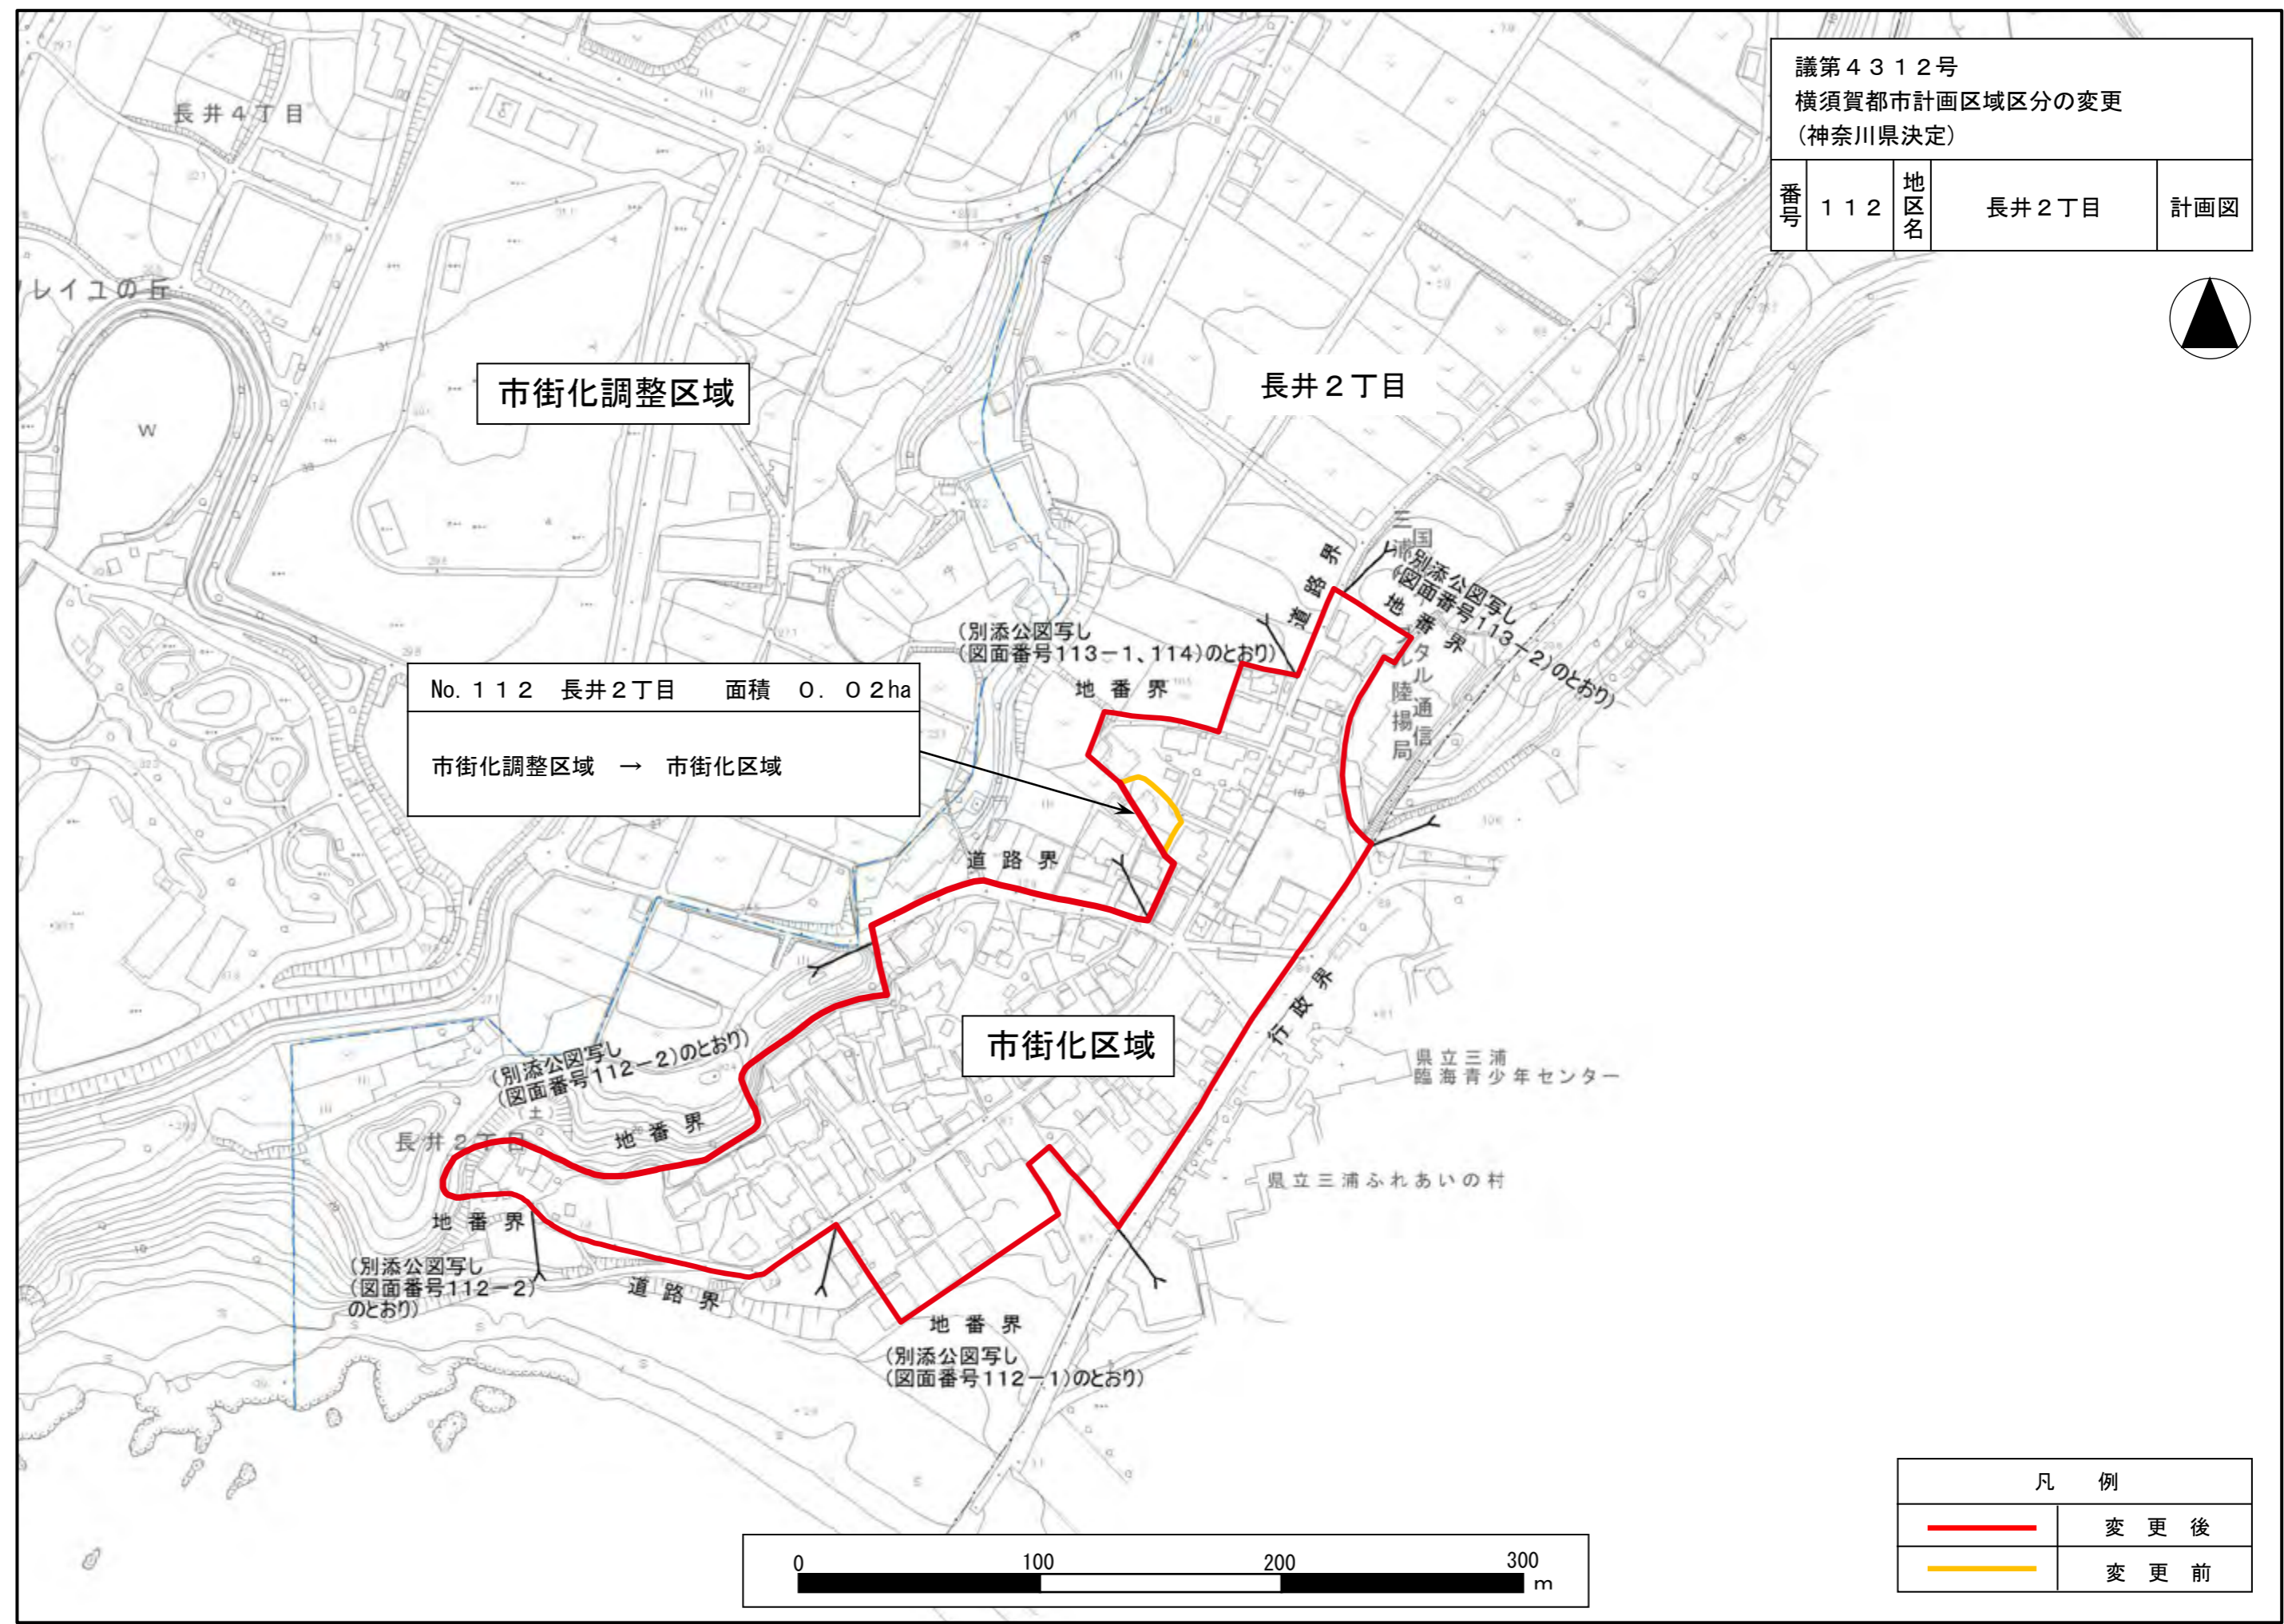 議第4312号
横須賀都市計画区域区分の変更
(神奈川県決定)
番号 112 地区名 長井2丁目 計画図
長井4丁目
レイユの丘
W
市街化調整区域
長井2丁目
三浦
国
タル通信
陸揚局
道路界
(別添公図写し
(図面番号113-2)のとおり)
地番界
(別添公図写し
(図面番号113-1、114)のとおり)
地番界
No.112 長井2丁目 面積 0.02ha
市街化調整区域 → 市街化区域
道路界
市街化区域
行政界
県立三浦
臨海青少年センター
県立三浦ふれあいの村
(別添公図写し
(図面番号112-2)のとおり)
(土)
地番界
長井2丁目
地番界
(別添公図写し
(図面番号112-2)
のとおり)
道路界
地番界
(別添公図写し
(図面番号112-1)のとおり)
0 100 200 300
m
凡例
変更後
変更前